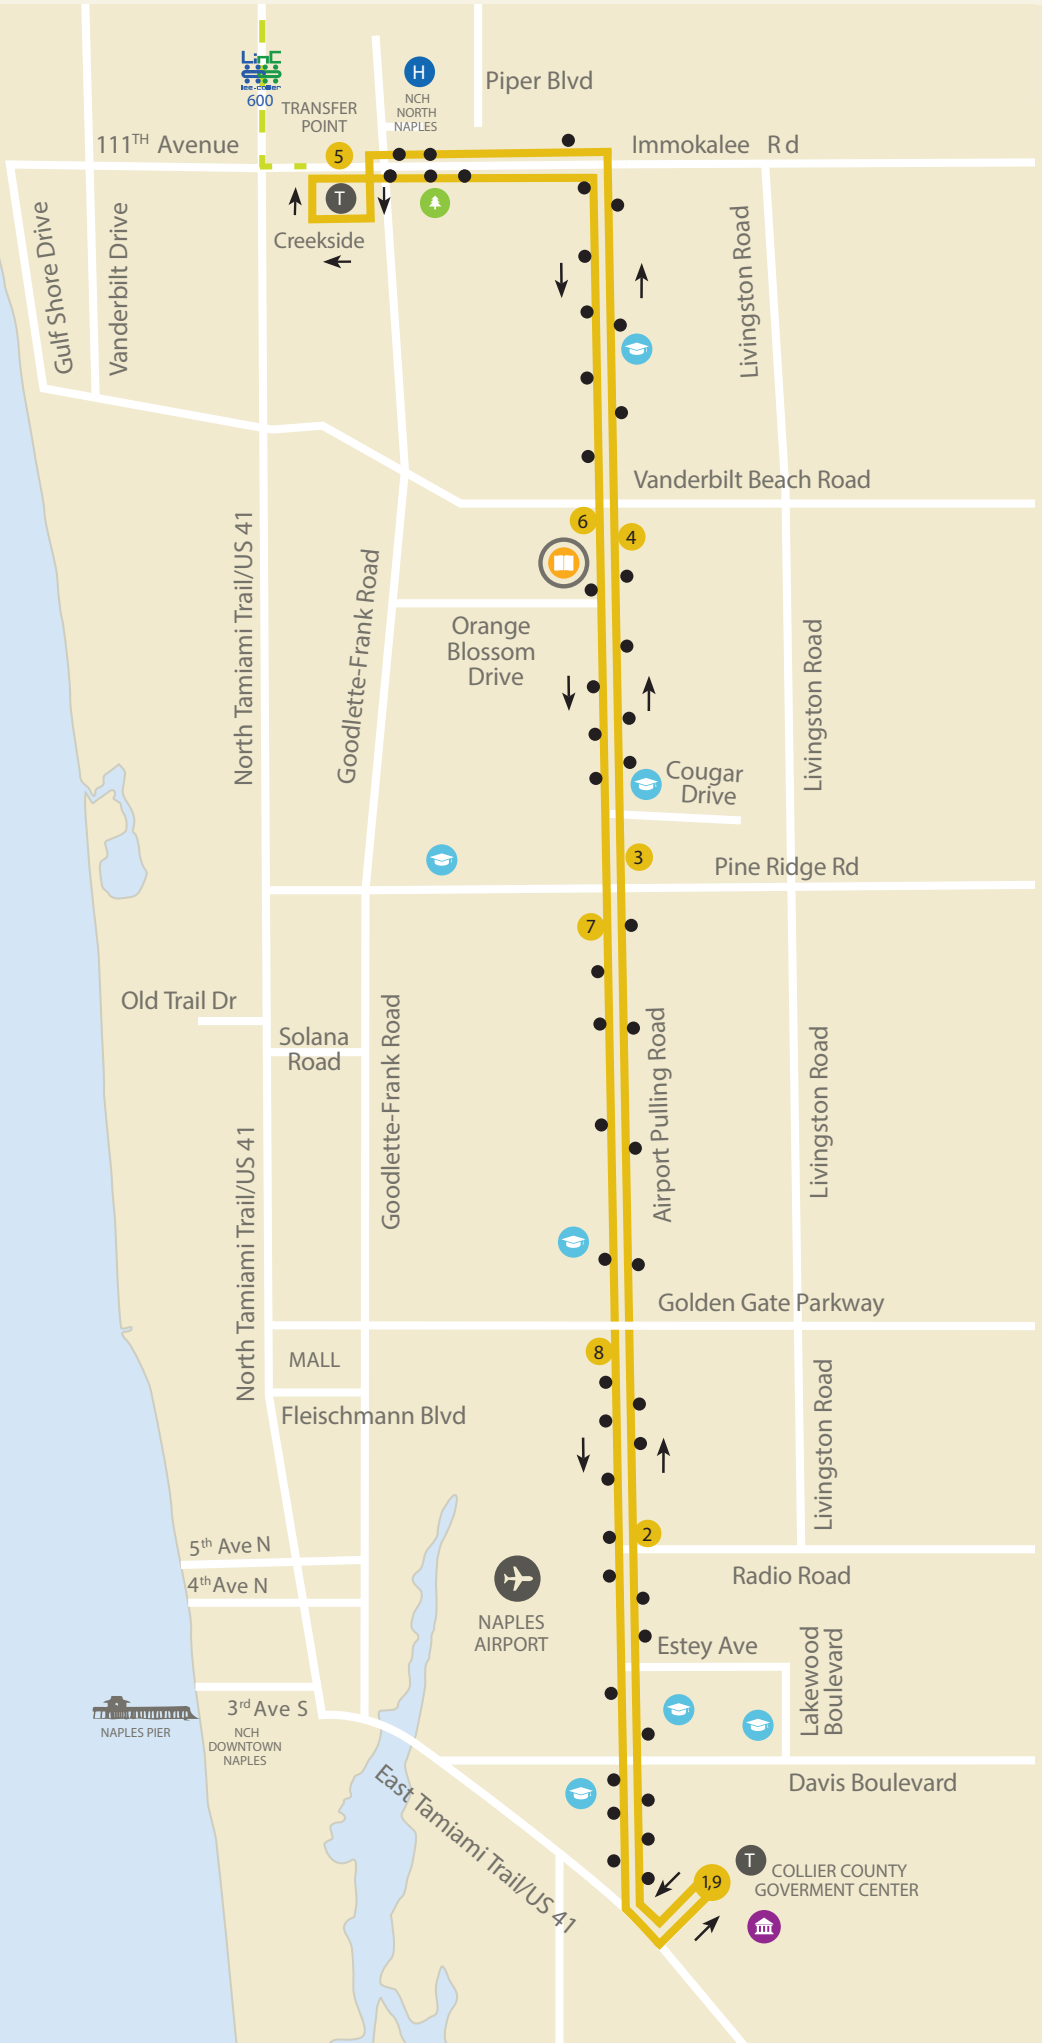 LinC
lee-collier
600
TRANSFER
POINT
H
NCH
NORTH
NAPLES
Piper Blvd
111TH Avenue
5
Immokalee Rd
T
Creekside
Gulf Shore Drive
Vanderbilt Drive
Livingston Road
Vanderbilt Beach Road
6
4
North Tamiami Trail/US 41
Goodlette-Frank Road
Orange
Blossom
Drive
Livingston Road
Cougar
Drive
3
Pine Ridge Rd
7
Old Trail Dr
Solana
Road
Goodlette-Frank Road
Airport Pulling Road
Livingston Road
North Tamiami Trail/US 41
Golden Gate Parkway
8
MALL
Fleischmann Blvd
Livingston Road
2
5th Ave N
4th Ave N
Radio Road
NAPLES
AIRPORT
Estey Ave
Lakewood
Boulevard
3rd Ave S
NAPLES PIER
NCH
DOWNTOWN
NAPLES
Davis Boulevard
East Tamiami Trail/US 41
T
1,9
COLLIER COUNTY
GOVERMENT CENTER